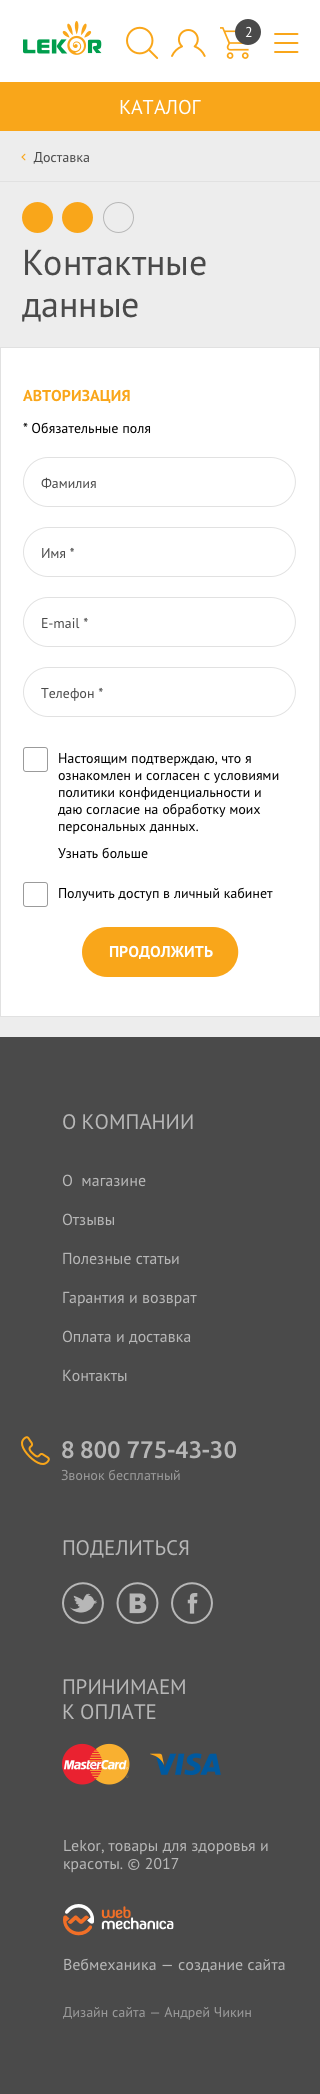 LEKOR
2
КАТАЛОГ
Доставка
Контактные
данные
АВТОРИЗАЦИЯ
* Обязательные поля
Фамилия
Имя *
E-mail *
Телефон *
Настоящим подтверждаю, что я
ознакомлен и согласен с условиями
политики конфиденциальности и
даю согласие на обработку моих
персональных данных.
Узнать больше
Получить доступ в личный кабинет
ПРОДОЛЖИТЬ
О КОМПАНИИ
О магазине
Отзывы
Полезные статьи
Гарантия и возврат
Оплата и доставка
Контакты
8 800 775-43-30
Звонок бесплатный
ПОДЕЛИТЬСЯ
B f
ПРИНИМАЕМ
К ОПЛАТЕ
MasterCard VISA
Lekor, товары для здоровья и
красоты. © 2017
web
mechanica
Вебмеханика — создание сайта
Дизайн сайта — Андрей Чикин